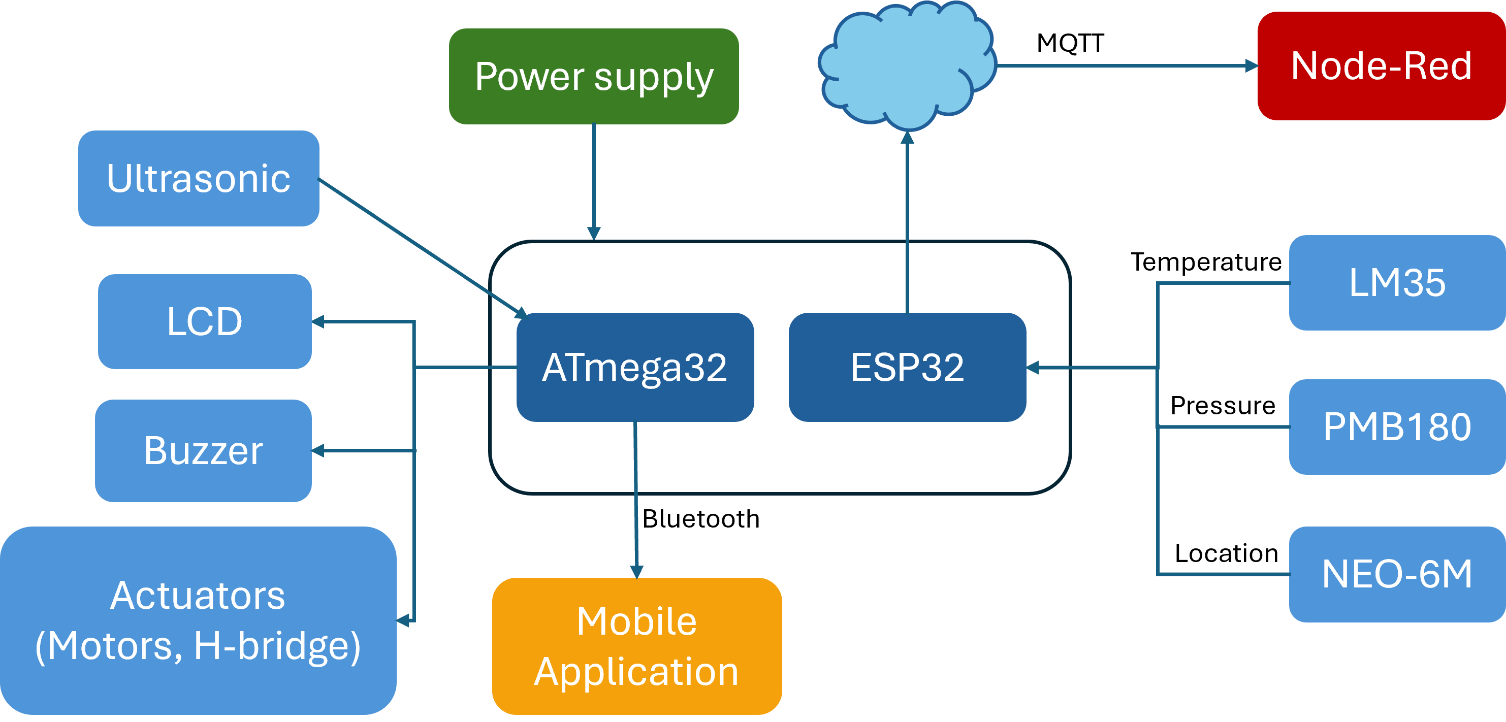 MQTT
Node-Red
Power supply
Ultrasonic
Temperature
LM35
LCD
ATmega32
ESP32
Pressure
PMB180
Buzzer
Bluetooth
Location
NEO-6M
Actuators
(Motors, H-bridge)
Mobile
Application